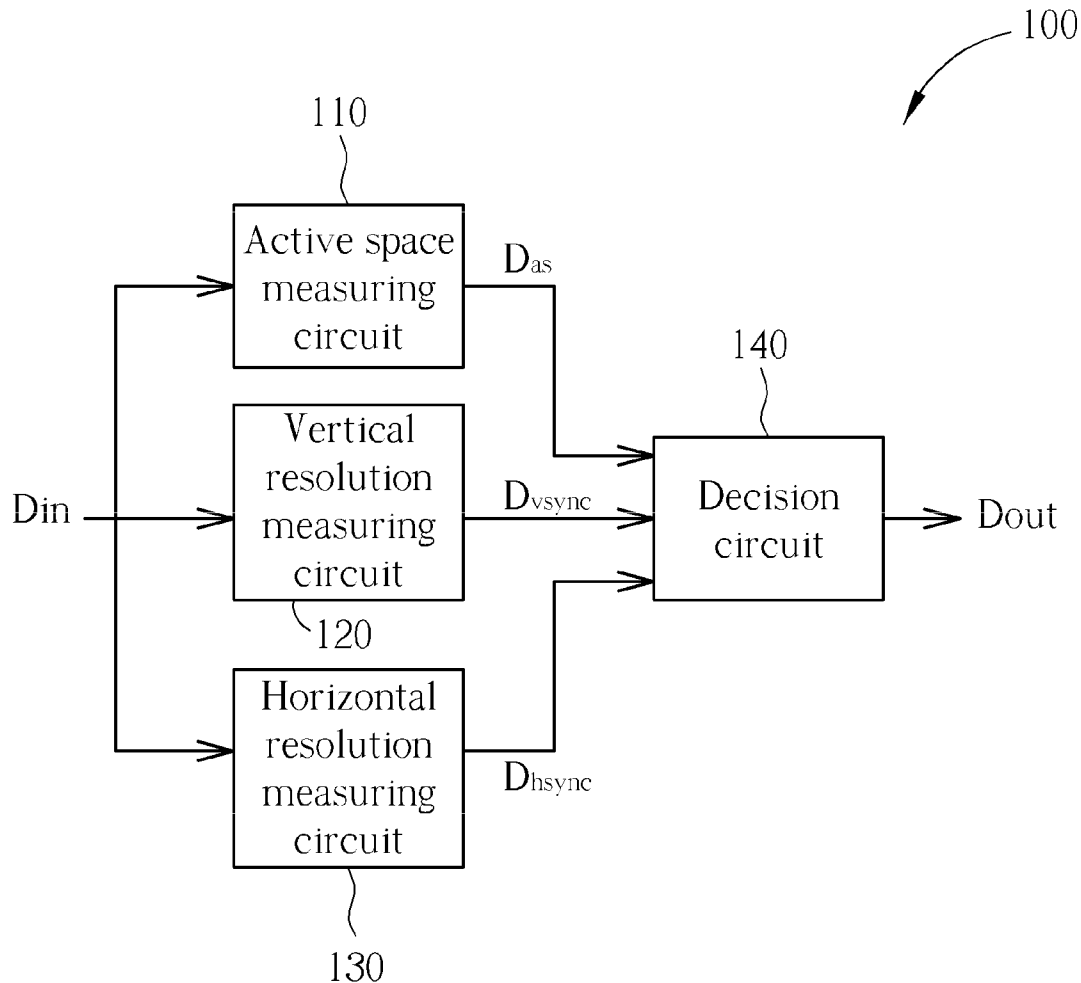 100
110
Active space
measuring
circuit
Das
140
Vertical
resolution
measuring
circuit
Din
Dvsync
Decision
circuit
Dout
120
Horizontal
resolution
measuring
circuit
Dhsync
130